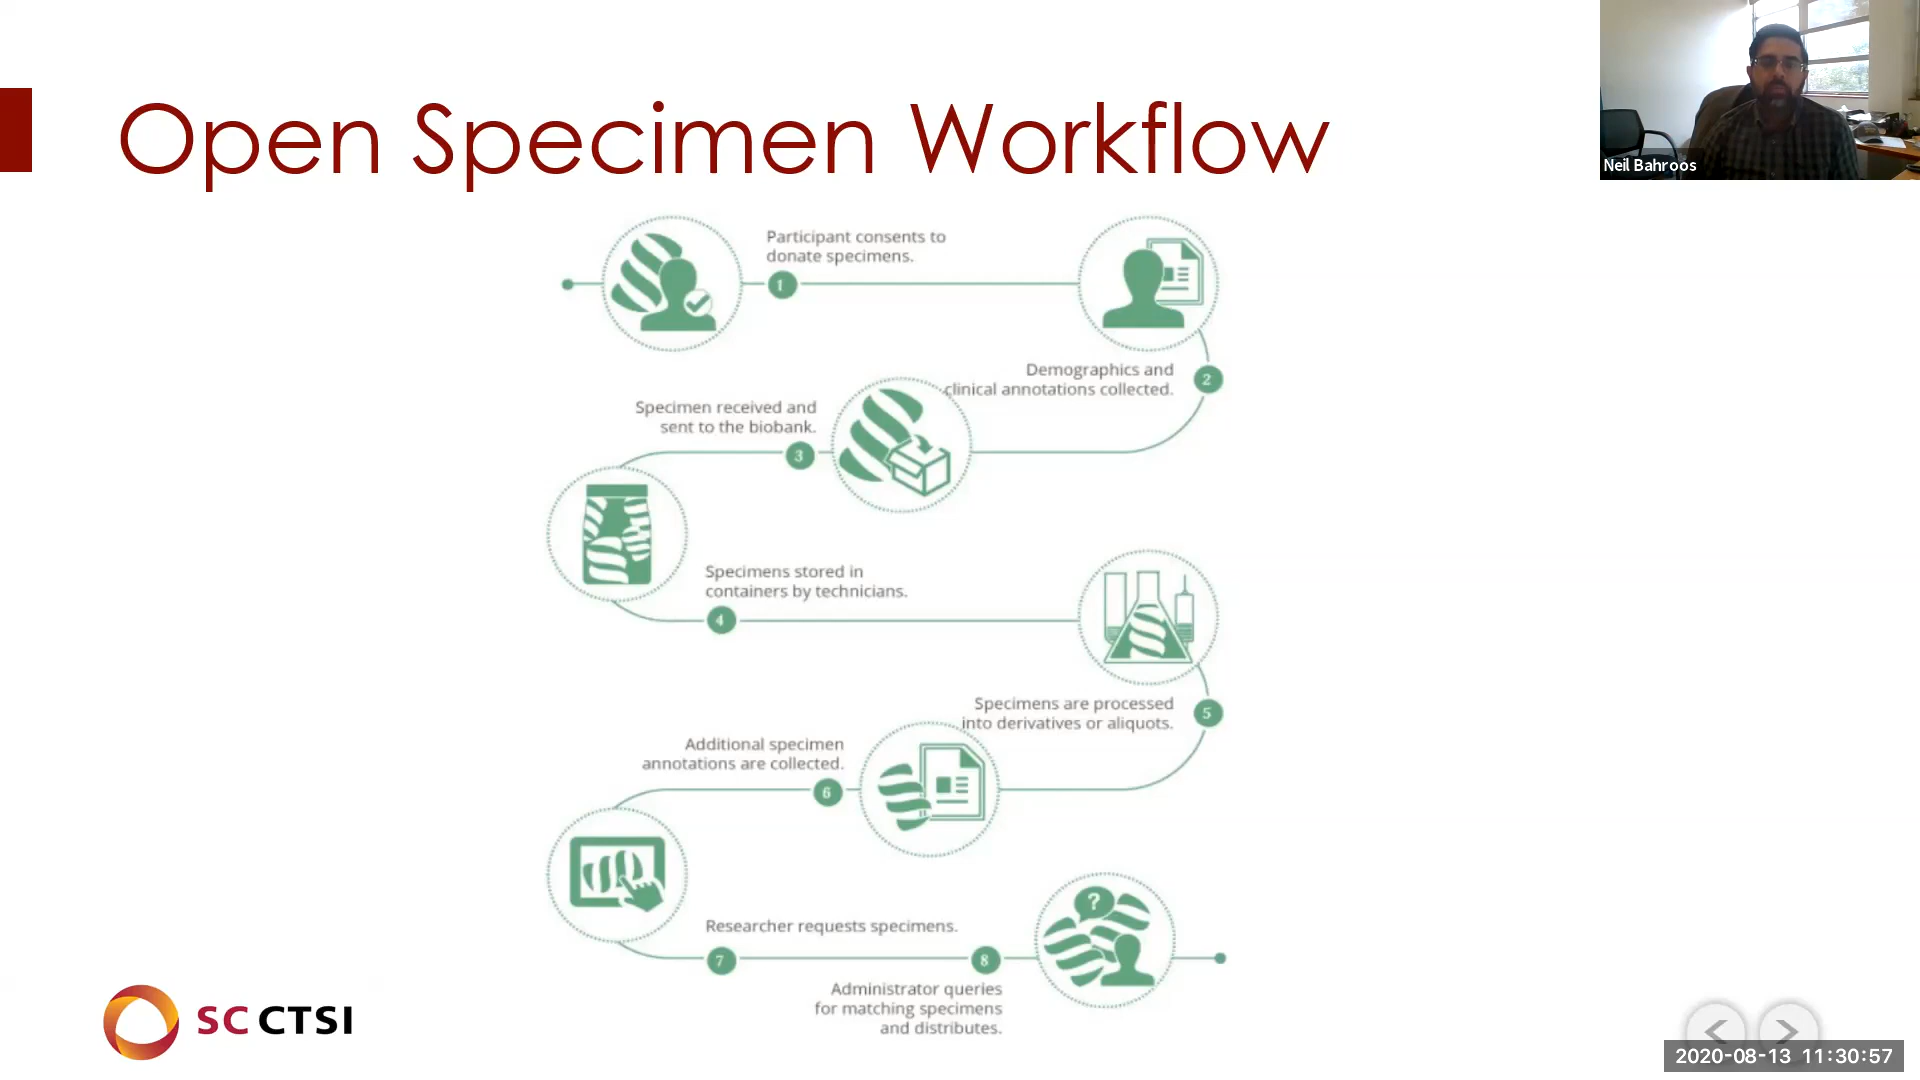 Open Specimen Workflow
Neil Bahroos
Participant consents to
donate specimens.
1
Demographics and
clinical annotations collected.
2
Specimen received and
sent to the biobank.
3
Specimens stored in
containers by technicians.
4
Specimens are processed
into derivatives or aliquots.
5
Additional specimen
annotations are collected.
6
Researcher requests specimens.
7
8
Administrator queries
for matching specimens
and distributes.
?
SC CTSI
2020-08-13 11:30:57